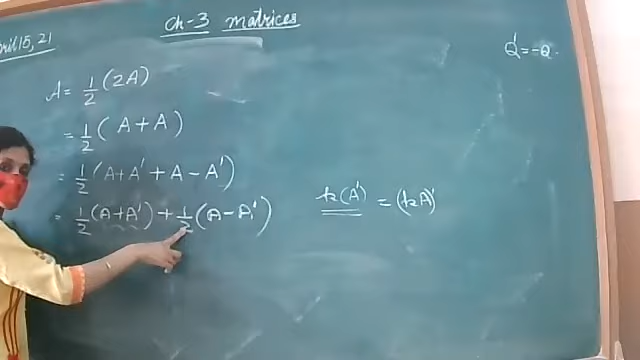 Ch-3 matrices
April 15, 21
Q' = -Q.
A = 1/2 (2A)
= 1/2 (A + A)
= 1/2 (A + A' + A - A')
= 1/2 (A + A') + 1/2 (A - A')
k(A') = (kA)'